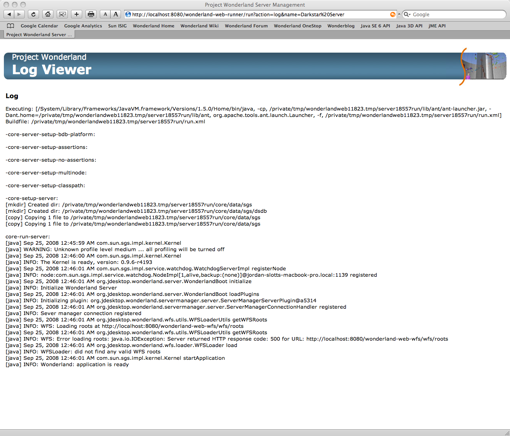 Project Wonderland Server Management
http://localhost:8080/wonderland-web-runner/run?action=log&name=Darkstar%20Server
Google
Google Calendar Google Analytics Sun ISIC Wonderland Home Wonderland Wiki Wonderland Forum Wonderland OneStop Wonderblog Java SE 6 API Java 3D API JME API
Project Wonderland Server ...
Project Wonderland
Log Viewer
Log
Executing: [/System/Library/Frameworks/JavaVM.framework/Versions/1.5.0/Home/bin/java, -cp, /private/tmp/wonderlandweb11823.tmp/server18557run/lib/ant/ant-launcher.jar, -
Dant.home=/private/tmp/wonderlandweb11823.tmp/server18557run/lib/ant, org.apache.tools.ant.launch.Launcher, -f, /private/tmp/wonderlandweb11823.tmp/server18557run/run.xml]
Buildfile: /private/tmp/wonderlandweb11823.tmp/server18557run/run.xml
-core-server-setup-bdb-platform:
-core-server-setup-assertions:
-core-server-setup-no-assertions:
-core-server-setup-multinode:
-core-server-setup-classpath:
-core-setup-server:
[mkdir] Created dir: /private/tmp/wonderlandweb11823.tmp/server18557run/core/data/sgs
[mkdir] Created dir: /private/tmp/wonderlandweb11823.tmp/server18557run/core/data/sgs/dsdb
[copy] Copying 1 file to /private/tmp/wonderlandweb11823.tmp/server18557run/core/data/sgs
[copy] Copying 1 file to /private/tmp/wonderlandweb11823.tmp/server18557run/core/data/sgs
core-run-server:
[java] Sep 25, 2008 12:45:59 AM com.sun.sgs.impl.kernel.Kernel
[java] WARNING: Unknown profile level medium ... all profiling will be turned off
[java] Sep 25, 2008 12:46:00 AM com.sun.sgs.impl.kernel.Kernel
[java] INFO: The Kernel is ready, version: 0.9.6-r4193
[java] Sep 25, 2008 12:46:01 AM com.sun.sgs.impl.service.watchdog.WatchdogServerImpl registerNode
[java] INFO: node:com.sun.sgs.impl.service.watchdog.NodeImpl[1,alive,backup:(none)]@jordan-slotts-macbook-pro.local:1139 registered
[java] Sep 25, 2008 12:46:01 AM org.jdesktop.wonderland.server.WonderlandBoot initialize
[java] INFO: Initialize Wonderland Server
[java] Sep 25, 2008 12:46:01 AM org.jdesktop.wonderland.server.WonderlandBoot loadPlugins
[java] INFO: Initializing plugin: org.jdesktop.wonderland.servermanager.server.ServerManagerServerPlugin@a5314
[java] Sep 25, 2008 12:46:01 AM org.jdesktop.wonderland.servermanager.server.ServerManagerConnectionHandler registered
[java] INFO: Sever manager connection registered
[java] Sep 25, 2008 12:46:01 AM org.jdesktop.wonderland.wfs.utils.WFSLoaderUtils getWFSRoots
[java] INFO: WFS: Loading roots at http://localhost:8080/wonderland-web-wfs/wfs/roots
[java] Sep 25, 2008 12:46:01 AM org.jdesktop.wonderland.wfs.utils.WFSLoaderUtils getWFSRoots
[java] INFO: WFS: Error loading roots: java.io.IOException: Server returned HTTP response code: 500 for URL: http://localhost:8080/wonderland-web-wfs/wfs/roots
[java] Sep 25, 2008 12:46:01 AM org.jdesktop.wonderland.wfs.loader.WFSLoader load
[java] INFO: WFSLoader: did not find any valid WFS roots
[java] Sep 25, 2008 12:46:01 AM com.sun.sgs.impl.kernel.Kernel startApplication
[java] INFO: Wonderland: application is ready